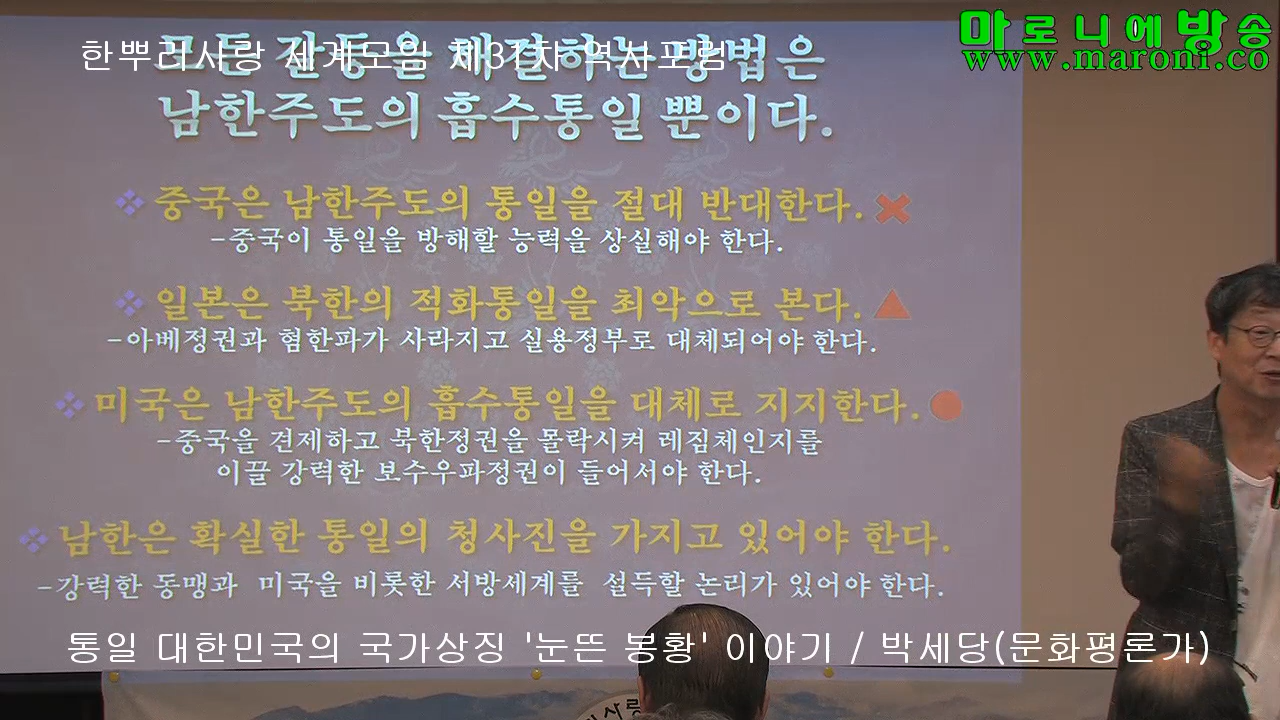 마로니에방송
www.maroni.co
한뿌리사랑 세계모임 제37차 역사포럼
모든 갈등을 해결하는 방법은
남한주도의 흡수통일 뿐이다.
중국은 남한주도의 통일을 절대 반대한다.
-중국이 통일을 방해할 능력을 상실해야 한다.
일본은 북한의 적화통일을 최악으로 본다.
-아베정권과 혐한파가 사라지고 실용정부로 대체되어야 한다.
미국은 남한주도의 흡수통일을 대체로 지지한다.
-중국을 견제하고 북한정권을 몰락시켜 레짐체인지를
이끌 강력한 보수우파정권이 들어서야 한다.
남한은 확실한 통일의 청사진을 가지고 있어야 한다.
-강력한 동맹과 미국을 비롯한 서방세계를 설득할 논리가 있어야 한다.
통일 대한민국의 국가상징 '눈뜬 봉황' 이야기 / 박세당(문화평론가)